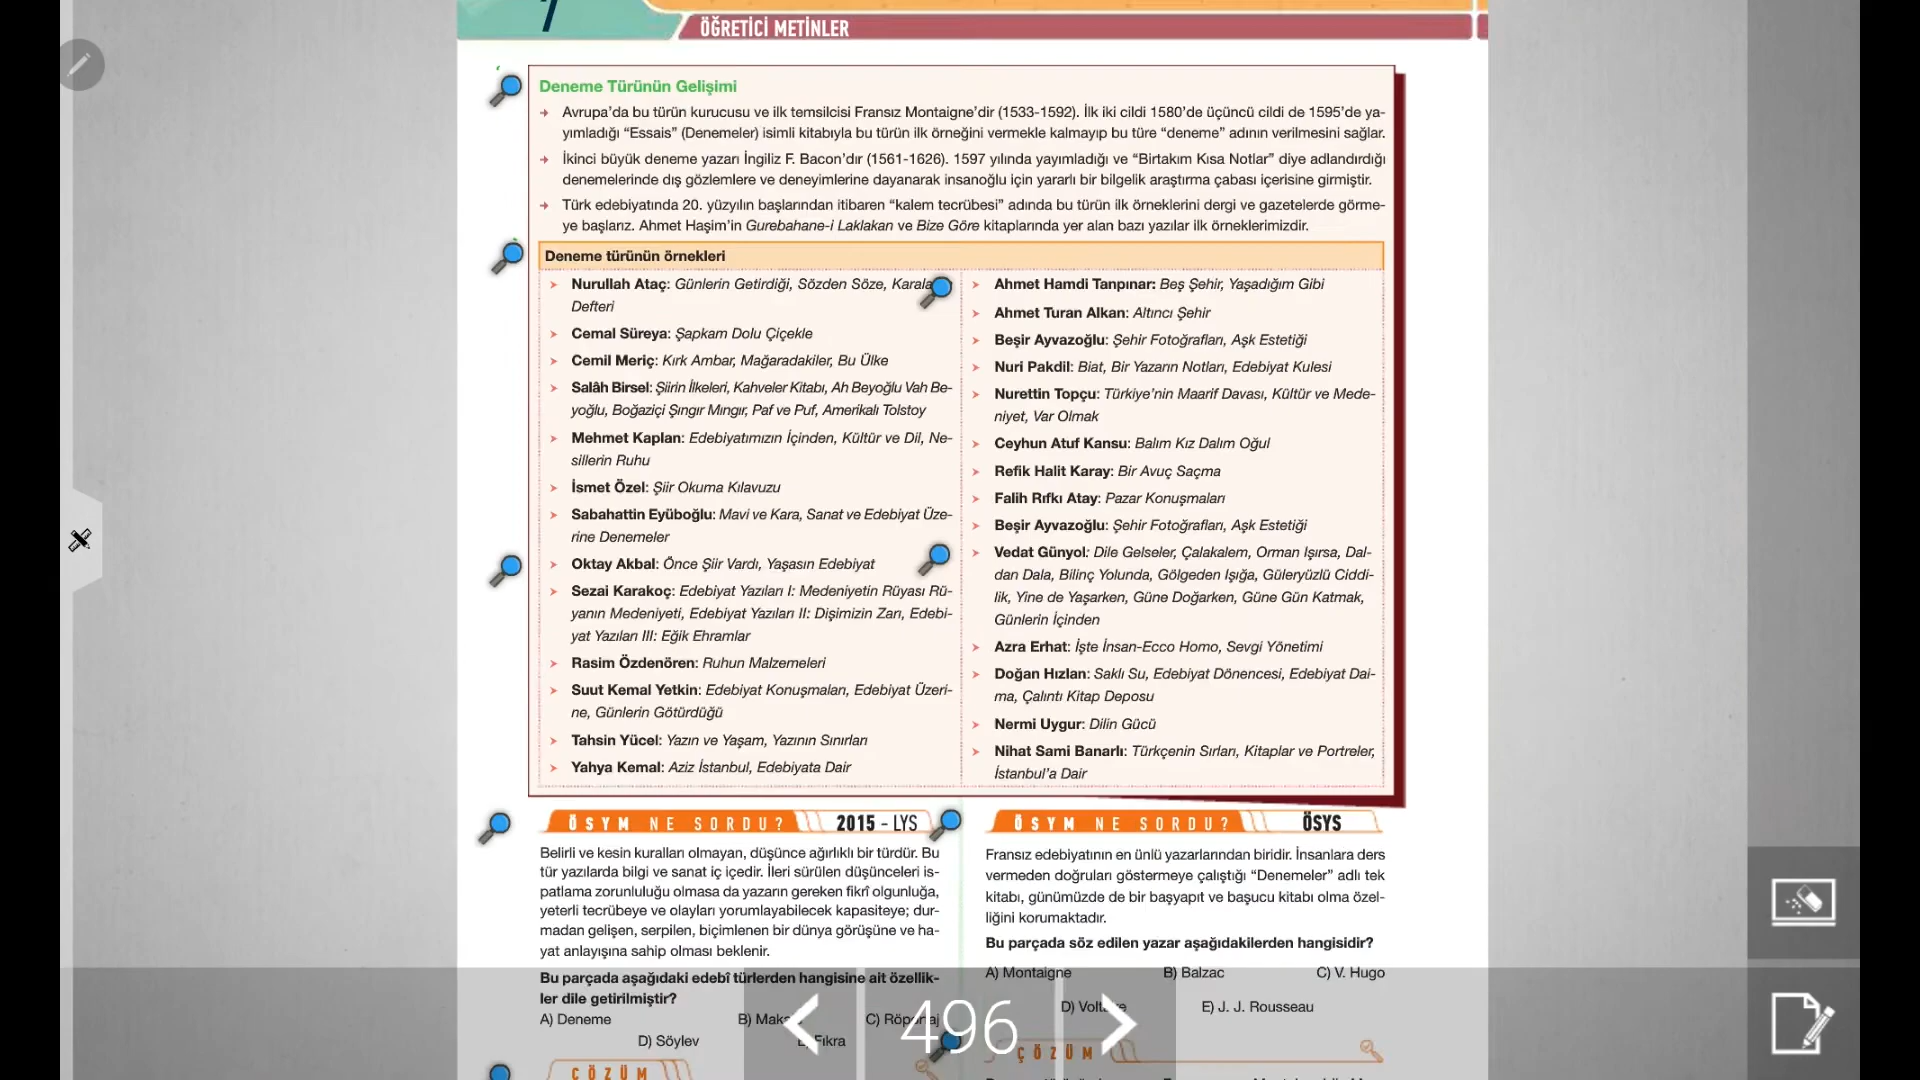 7
ÖĞRETİCİ METİNLER
Deneme Türünün Gelişimi
Avrupa'da bu türün kurucusu ve ilk temsilcisi Fransız Montaigne'dir (1533-1592). İlk iki cildi 1580'de üçüncü cildi de 1595'de ya-
yımladığı “Essais” (Denemeler) isimli kitabıyla bu türün ilk örneğini vermekle kalmayıp bu türe “deneme” adının verilmesini sağlar.
İkinci büyük deneme yazarı İngiliz F. Bacon'dır (1561-1626). 1597 yılında yayımladığı ve “Birtakım Kısa Notlar” diye adlandırdığı
denemelerinde dış gözlemlere ve deneyimlerine dayanarak insanoğlu için yararlı bir bilgelik araştırma çabası içerisine girmiştir.
Türk edebiyatında 20. yüzyılın başlarından itibaren “kalem tecrübesi” adında bu türün ilk örneklerini dergi ve gazetelerde görme-
ye başlarız. Ahmet Haşim'in Gurebahane-i Laklakan ve Bize Göre kitaplarında yer alan bazı yazılar ilk örneklerimizdir.
Deneme türünün örnekleri
Nurullah Ataç: Günlerin Getirdiği, Sözden Söze, Karala
Defteri
Cemal Süreya: Şapkam Dolu Çiçekle
Cemil Meriç: Kırk Ambar, Mağaradakiler, Bu Ülke
Salâh Birsel: Şiirin İlkeleri, Kahveler Kitabı, Ah Beyoğlu Vah Be-
yoğlu, Boğaziçi Şıngır Mıngır, Paf ve Puf, Amerikalı Tolstoy
Mehmet Kaplan: Edebiyatımızın İçinden, Kültür ve Dil, Ne-
sillerin Ruhu
İsmet Özel: Şiir Okuma Kılavuzu
Sabahattin Eyüboğlu: Mavi ve Kara, Sanat ve Edebiyat Üze-
rine Denemeler
Oktay Akbal: Önce Şiir Vardı, Yaşasın Edebiyat
Sezai Karakoç: Edebiyat Yazıları I: Medeniyetin Rüyası Rü-
yanın Medeniyeti, Edebiyat Yazıları II: Dişimizin Zarı, Edebi-
yat Yazıları III: Eğik Ehramlar
Rasim Özdenören: Ruhun Malzemeleri
Suut Kemal Yetkin: Edebiyat Konuşmaları, Edebiyat Üzeri-
ne, Günlerin Götürdüğü
Tahsin Yücel: Yazın ve Yaşam, Yazının Sınırları
Yahya Kemal: Aziz İstanbul, Edebiyata Dair
Ahmet Hamdi Tanpınar: Beş Şehir, Yaşadığım Gibi
Ahmet Turan Alkan: Altıncı Şehir
Beşir Ayvazoğlu: Şehir Fotoğrafları, Aşk Estetiği
Nuri Pakdil: Biat, Bir Yazarın Notları, Edebiyat Kulesi
Nurettin Topçu: Türkiye'nin Maarif Davası, Kültür ve Mede-
niyet, Var Olmak
Ceyhun Atuf Kansu: Balım Kız Dalım Oğul
Refik Halit Karay: Bir Avuç Saçma
Falih Rıfkı Atay: Pazar Konuşmaları
Beşir Ayvazoğlu: Şehir Fotoğrafları, Aşk Estetiği
Vedat Günyol: Dile Gelseler, Çalakalem, Orman Işırsa, Dal-
dan Dala, Bilinç Yolunda, Gölgeden Işığa, Güleryüzlü Ciddi-
lik, Yine de Yaşarken, Güne Doğarken, Güne Gün Katmak,
Günlerin İçinden
Azra Erhat: İşte İnsan-Ecco Homo, Sevgi Yönetimi
Doğan Hızlan: Saklı Su, Edebiyat Dönencesi, Edebiyat Dai-
ma, Çalıntı Kitap Deposu
Nermi Uygur: Dilin Gücü
Nihat Sami Banarlı: Türkçenin Sırları, Kitaplar ve Portreler,
İstanbul'a Dair
ÖSYM NE SORDU? 2015 - LYS
Belirli ve kesin kuralları olmayan, düşünce ağırlıklı bir türdür. Bu
tür yazılarda bilgi ve sanat iç içedir. İleri sürülen düşünceleri is-
patlama zorunluluğu olmasa da yazarın gereken fikrî olgunluğa,
yeterli tecrübeye ve olayları yorumlayabilecek kapasiteye; dur-
madan gelişen, serpilen, biçimlenen bir dünya görüşüne ve ha-
yat anlayışına sahip olması beklenir.
Bu parçada aşağıdaki edebî türlerden hangisine ait özellik-
ler dile getirilmiştir?
A) Deneme B) Mak C) Röportaj
D) Söylev E) Fıkra
ÇÖZÜM
ÖSYM NE SORDU? ÖSYS
Fransız edebiyatının en ünlü yazarlarından biridir. İnsanlara ders
vermeden doğruları göstermeye çalıştığı “Denemeler” adlı tek
kitabı, günümüzde de bir başyapıt ve başucu kitabı olma özel-
liğini korumaktadır.
Bu parçada söz edilen yazar aşağıdakilerden hangisidir?
A) Montaigne B) Balzac C) V. Hugo
D) Voltaire E) J. J. Rousseau
ÇÖZÜM
496